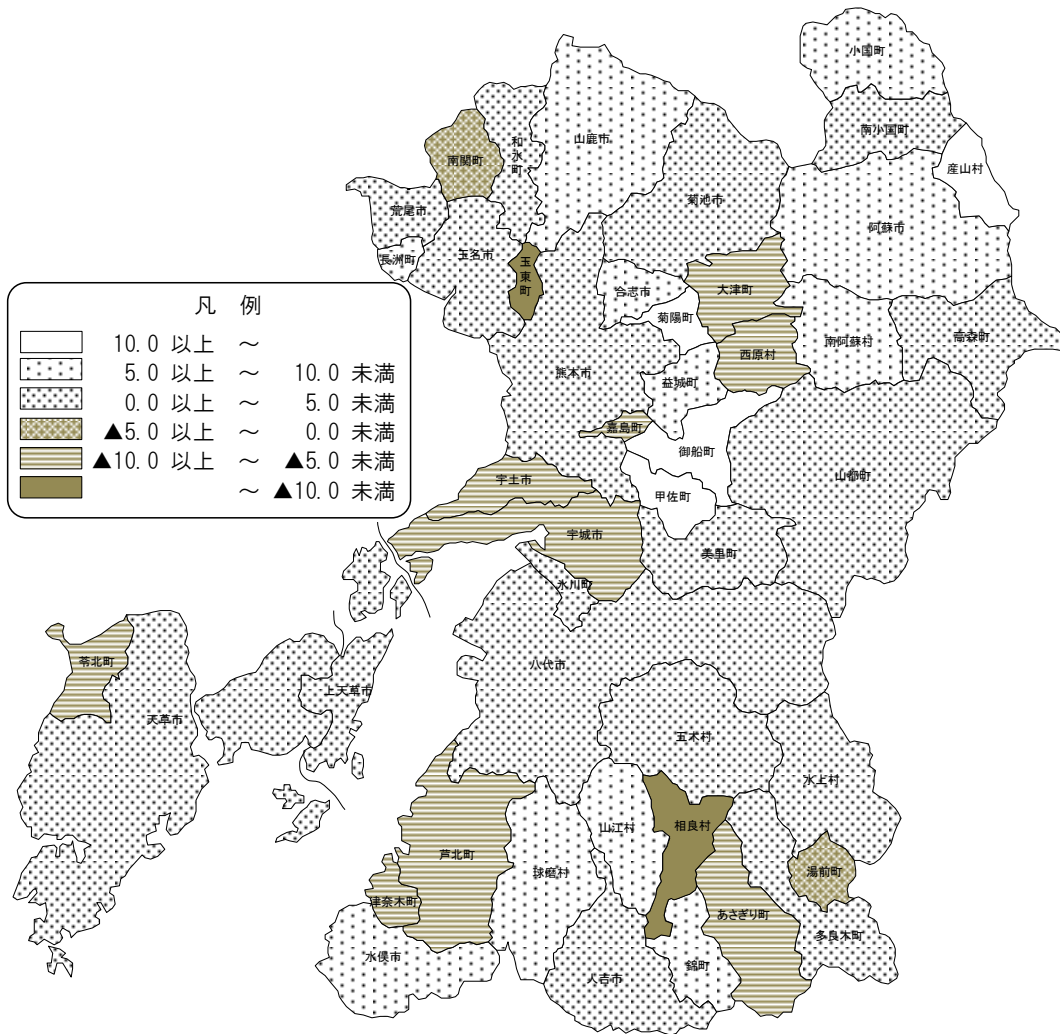 小国町
南小国町
産山村
山鹿市
和水町
南関町
菊池市
阿蘇市
荒尾市
長洲町
玉名市
玉東町
合志市
大津町
菊陽町
西原村
南阿蘇村
高森町
熊本市
益城町
嘉島町
御船町
山都町
甲佐町
宇土市
宇城市
美里町
氷川町
凡 例
10.0 以上 ~
5.0 以上 ~ 10.0 未満
0.0 以上 ~ 5.0 未満
▲5.0 以上 ~ 0.0 未満
▲10.0 以上 ~ ▲5.0 未満
~ ▲10.0 未満
八代市
苓北町
上天草市
天草市
五木村
水上村
山江村
相良村
芦北町
球磨村
湯前町
津奈木町
あさぎり町
多良木町
水俣市
人吉市
錦町